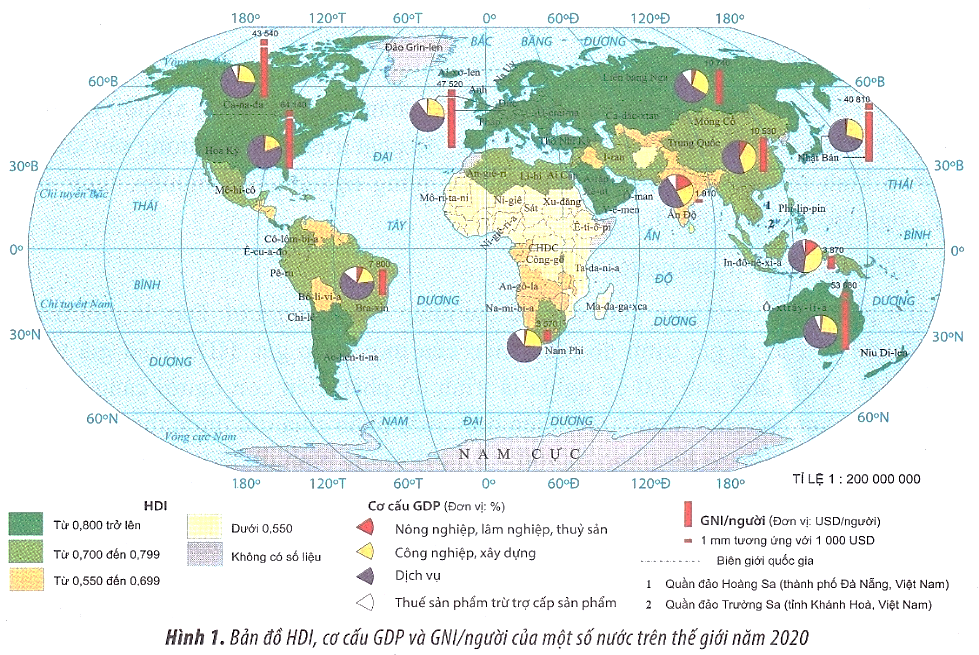 180° 120°T 60°T 0° 60°Đ 120°Đ 180°
43 540
Đảo Grin-len
BẮC BĂNG DƯƠNG
60°B
60°B
Ca-na-đa
47 520
Anh
Liên bang Nga
40 810
64 140
Hoa Kỳ
Mông Cổ
Trung Quốc
10 530
Nhật Bản
30°B
30°B
ĐẠI
I-ran
An-giê-ri
Li-bi
Ai Cập
Chí tuyến Bắc
Mê-hi-cô
THÁI
THÁI
Mô-ri-ta-ni
Ni-giê
Sát
Xu-đăng
Y-ê-men
1 910
Ấn Độ
1
Phi-lip-pin
2
TÂY
Ni-giê-ri-a
Ê-ti-ô-pi
ẤN
BÌNH
Cô-lôm-bi-a
0°
0°
Ê-cu-a-đo
CHDC
Công-gô
3 870
In-đô-nê-xi-a
7 800
Pê-ru
Ta-da-ni-a
ĐỘ
BÌNH
Bô-li-vi-a
Bra-xin
DƯƠNG
An-gô-la
Ma-đa-ga-xca
53 680
DƯƠNG
Chí tuyến Nam
Chi-lê
Na-mi-bi-a
DƯƠNG
Ô-xtrây-li-a
30°N
30°N
Nam Phi
Ac-hen-ti-na
Niu Di-len
DƯƠNG
60°N
60°N
NAM ĐẠI DƯƠNG
Vòng cực Nam
NAM CỰC
180° 120°T 60°T 0° 60°Đ 120°Đ 180°
TỈ LỆ 1 : 200 000 000
HDI
Từ 0,800 trở lên
Từ 0,700 đến 0,799
Từ 0,550 đến 0,699
Dưới 0,550
Không có số liệu
Cơ cấu GDP (Đơn vị: %)
Nông nghiệp, lâm nghiệp, thuỷ sản
Công nghiệp, xây dựng
Dịch vụ
Thuế sản phẩm trừ trợ cấp sản phẩm
GNI/người (Đơn vị: USD/người)
1 mm tương ứng với 1 000 USD
Biên giới quốc gia
1 Quần đảo Hoàng Sa (thành phố Đà Nẵng, Việt Nam)
2 Quần đảo Trường Sa (tỉnh Khánh Hoà, Việt Nam)
Hình 1. Bản đồ HDI, cơ cấu GDP và GNI/người của một số nước trên thế giới năm 2020